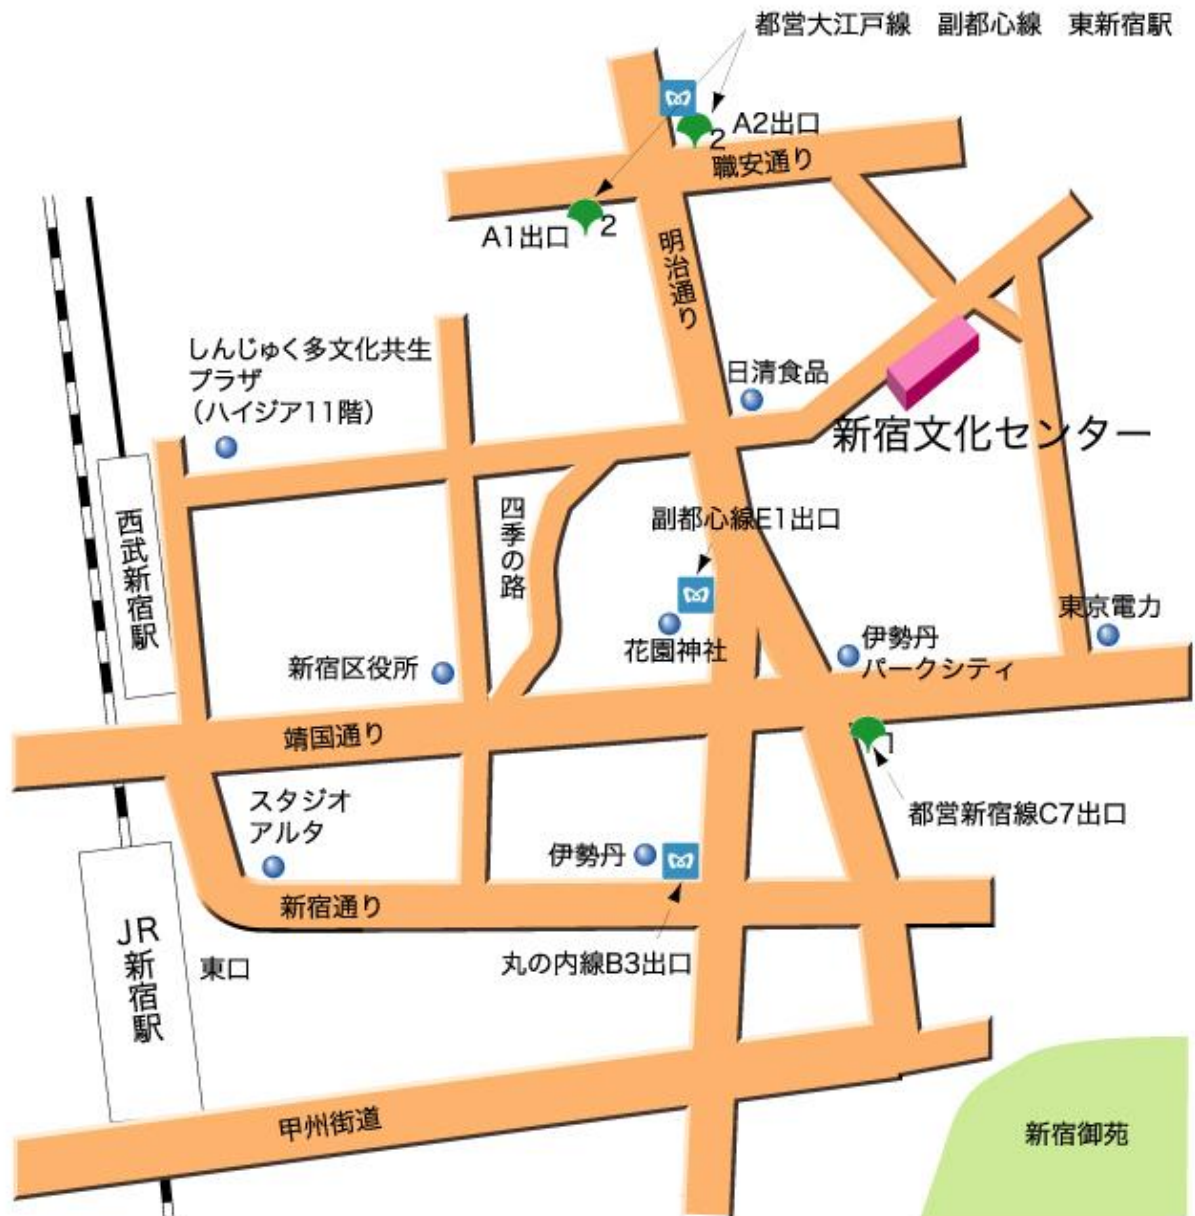 都営大江戸線　副都心線　東新宿駅
2
A2出口
職安通り
A1出口
2
明治通り
しんじゅく多文化共生
プラザ
（ハイジア11階）
日清食品
新宿文化センター
西武新宿駅
四季の路
副都心線E1出口
花園神社
東京電力
伊勢丹
パークシティ
新宿区役所
靖国通り
スタジオ
アルタ
都営新宿線C7出口
伊勢丹
新宿通り
JR新宿駅
東口
丸の内線B3出口
甲州街道
新宿御苑